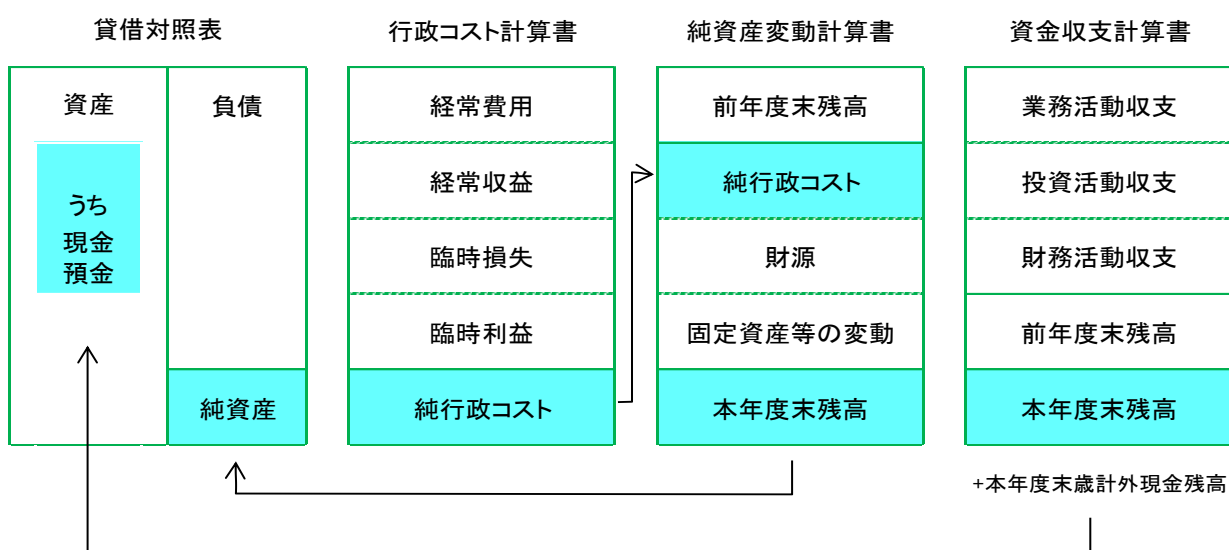 貸借対照表
資産
負債
うち
現金
預金
純資産
行政コスト計算書
経常費用
経常収益
臨時損失
臨時利益
純行政コスト
純資産変動計算書
前年度末残高
純行政コスト
財源
固定資産等の変動
本年度末残高
資金収支計算書
業務活動収支
投資活動収支
財務活動収支
前年度末残高
本年度末残高
+本年度末歳計外現金残高